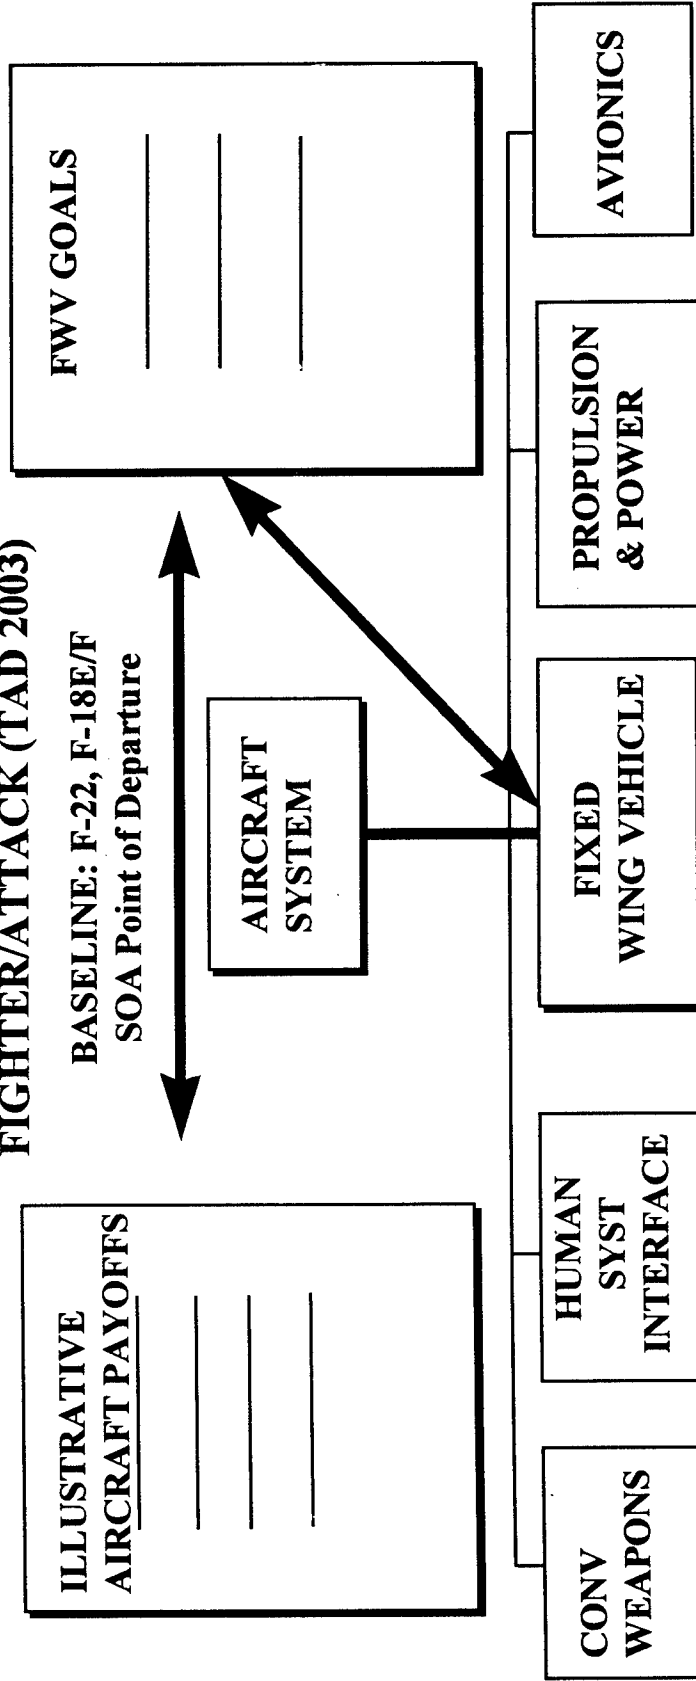 FIGHTER/ATTACK (TAD 2003)
BASELINE: F-22, F-18E/F
SOA Point of Departure
ILLUSTRATIVE
AIRCRAFT PAYOFFS
FWV GOALS
AIRCRAFT
SYSTEM
CONV
WEAPONS
HUMAN
SYST
INTERFACE
FIXED
WING VEHICLE
PROPULSION
& POWER
AVIONICS